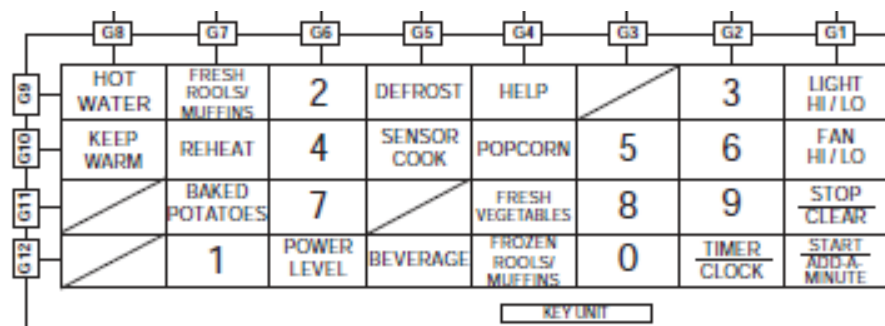 G8 G7 G6 G5 G4 G3 G2 G1
G9
HOT WATER
FRESH ROOLS/ MUFFINS
2
DEFROST
HELP
3
LIGHT HI / LO
G10
KEEP WARM
REHEAT
4
SENSOR COOK
POPCORN
5
6
FAN HI / LO
G11
BAKED POTATOES
7
FRESH VEGETABLES
8
9
STOP CLEAR
G12
1
POWER LEVEL
BEVERAGE
FROZEN ROOLS/ MUFFINS
0
TIMER CLOCK
START ADD-A- MINUTE
KEY UNIT